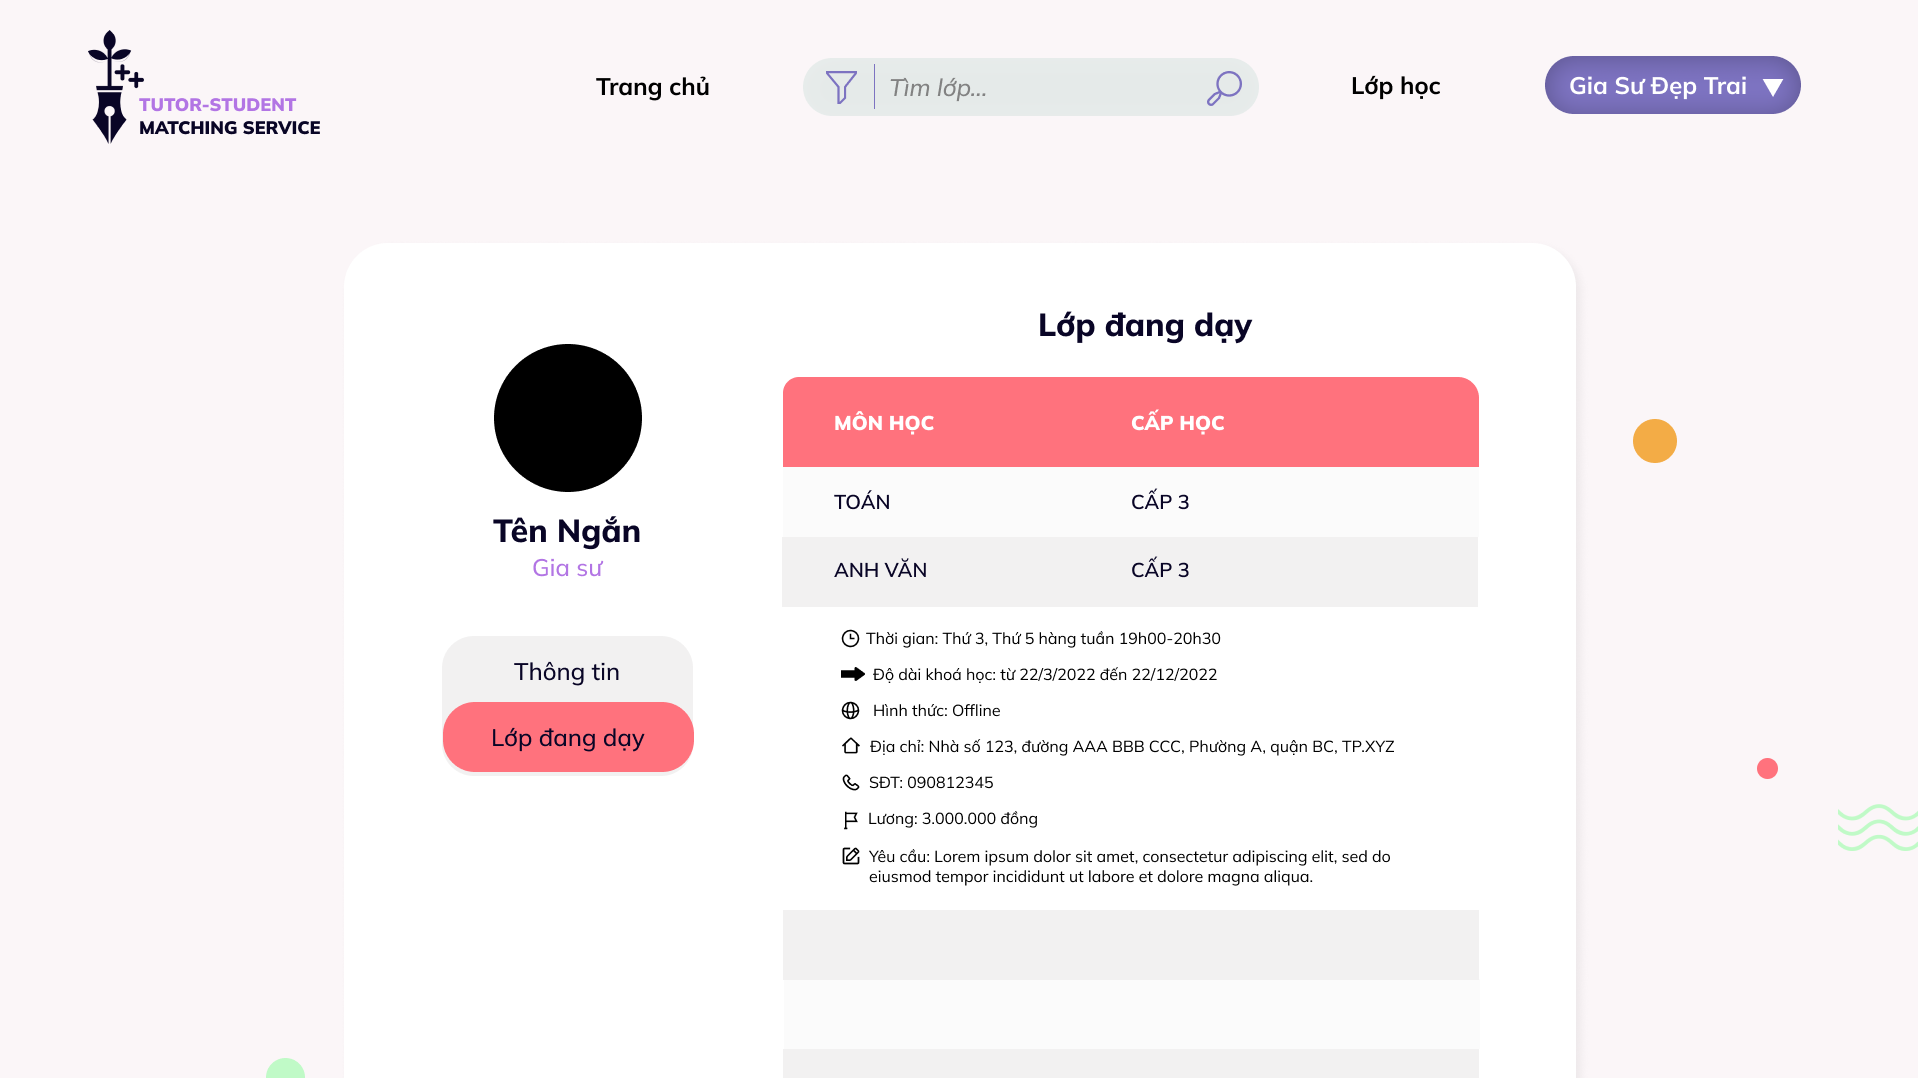 TUTOR-STUDENT
MATCHING SERVICE
Trang chủ
Tìm lớp...
Lớp học
Gia Sư Đẹp Trai
Tên Ngắn
Gia sư
Thông tin
Lớp đang dạy
Lớp đang dạy
MÔN HỌC CẤP HỌC
TOÁN CẤP 3
ANH VĂN CẤP 3
Thời gian: Thứ 3, Thứ 5 hàng tuần 19h00-20h30
Độ dài khoá học: từ 22/3/2022 đến 22/12/2022
Hình thức: Offline
Địa chỉ: Nhà số 123, đường AAA BBB CCC, Phường A, quận BC, TP.XYZ
SĐT: 090812345
Lương: 3.000.000 đồng
Yêu cầu: Lorem ipsum dolor sit amet, consectetur adipiscing elit, sed do
eiusmod tempor incididunt ut labore et dolore magna aliqua.